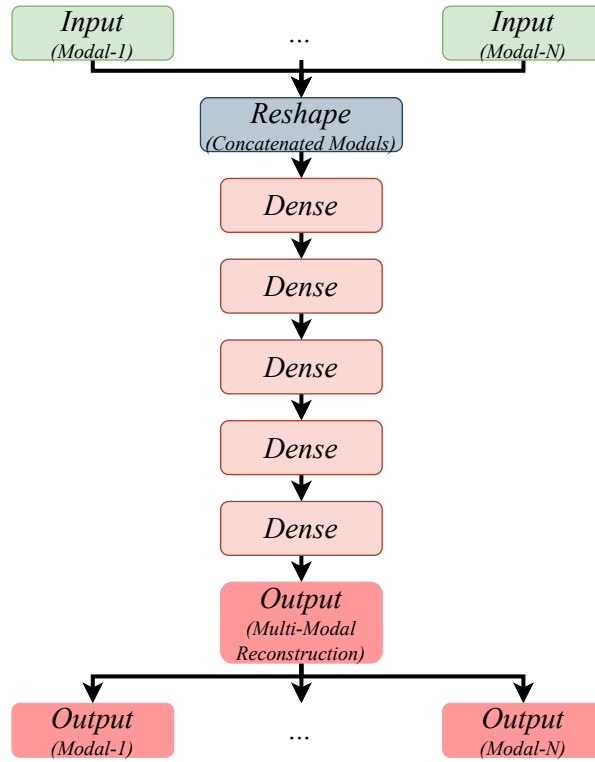 Input
(Modal-1)
...
Input
(Modal-N)
Reshape
(Concatenated Modals)
Dense
Dense
Dense
Dense
Dense
Output
(Multi-Modal
Reconstruction)
Output
(Modal-1)
...
Output
(Modal-N)